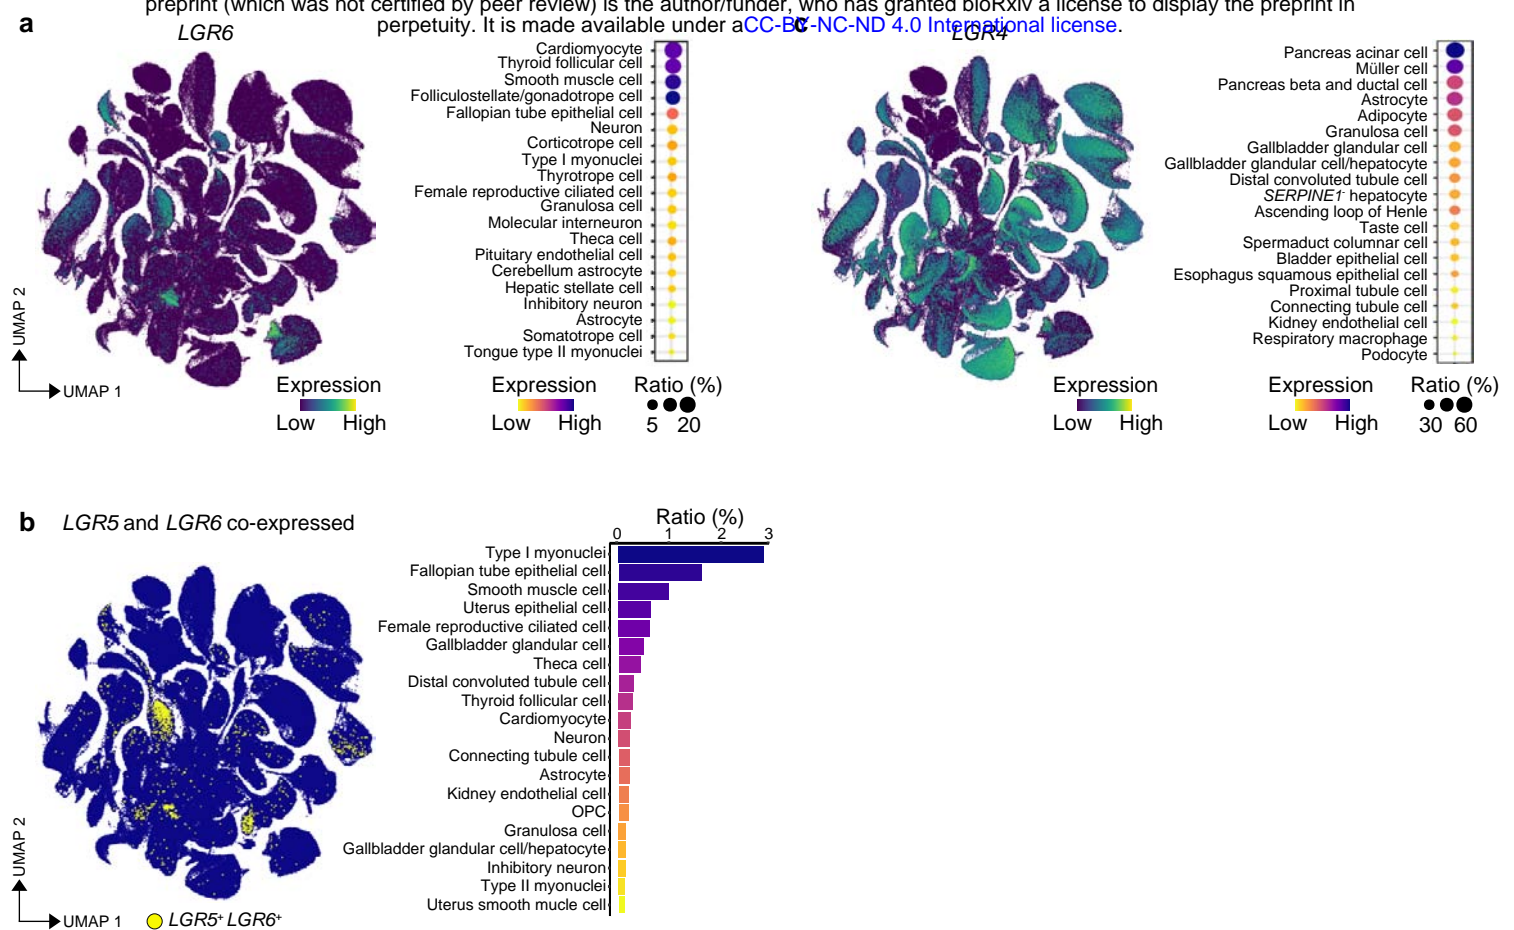 preprint (which was not certified by peer review) is the author/funder, who has granted bioRxiv a license to display the preprint in
perpetuity. It is made available under aCC-BY-NC-ND 4.0 International license.
a
LGR6
Cardiomyocyte
Thyroid follicular cell
Smooth muscle cell
Folliculostellate/gonadotrope cell
Fallopian tube epithelial cell
Neuron
Corticotrope cell
Type I myonuclei
Thyrotrope cell
Female reproductive ciliated cell
Granulosa cell
Molecular interneuron
Theca cell
Pituitary endothelial cell
Cerebellum astrocyte
Hepatic stellate cell
Inhibitory neuron
Astrocyte
Somatotrope cell
Tongue type II myonuclei
UMAP 2
UMAP 1
Expression
Low High
Expression
Low High
Ratio (%)
5 20
c
LGR4
Pancreas acinar cell
Müller cell
Pancreas beta and ductal cell
Astrocyte
Adipocyte
Granulosa cell
Gallbladder glandular cell
Gallbladder glandular cell/hepatocyte
Distal convoluted tubule cell
SERPINE1- hepatocyte
Ascending loop of Henle
Taste cell
Spermaduct columnar cell
Bladder epithelial cell
Esophagus squamous epithelial cell
Proximal tubule cell
Connecting tubule cell
Kidney endothelial cell
Respiratory macrophage
Podocyte
Expression
Low High
Expression
Low High
Ratio (%)
30 60
b
LGR5 and LGR6 co-expressed
Ratio (%)
0 1 2 3
Type I myonuclei
Fallopian tube epithelial cell
Smooth muscle cell
Uterus epithelial cell
Female reproductive ciliated cell
Gallbladder glandular cell
Theca cell
Distal convoluted tubule cell
Thyroid follicular cell
Cardiomyocyte
Neuron
Connecting tubule cell
Astrocyte
Kidney endothelial cell
OPC
Granulosa cell
Gallbladder glandular cell/hepatocyte
Inhibitory neuron
Type II myonuclei
Uterus smooth mucle cell
UMAP 2
UMAP 1
LGR5+ LGR6+